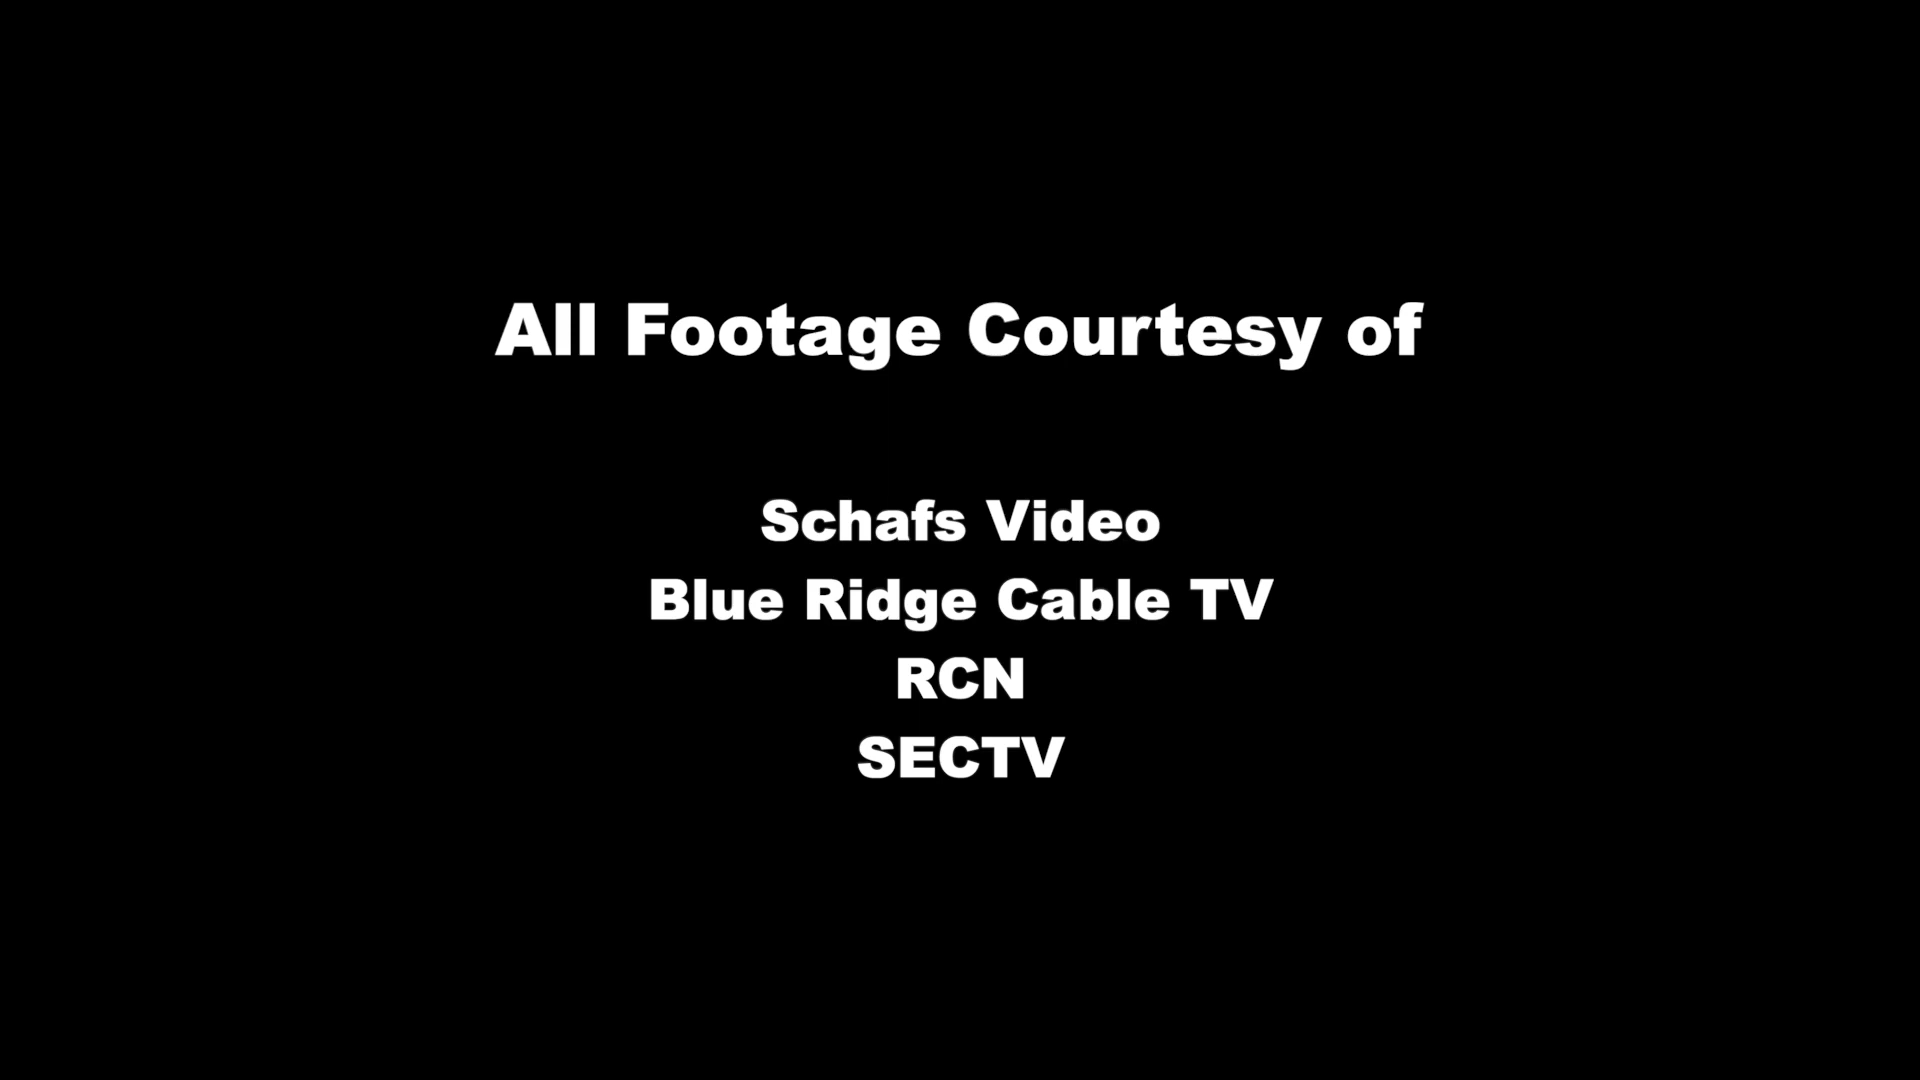 All Footage Courtesy of
Schafs Video
Blue Ridge Cable TV
RCN
SECTV